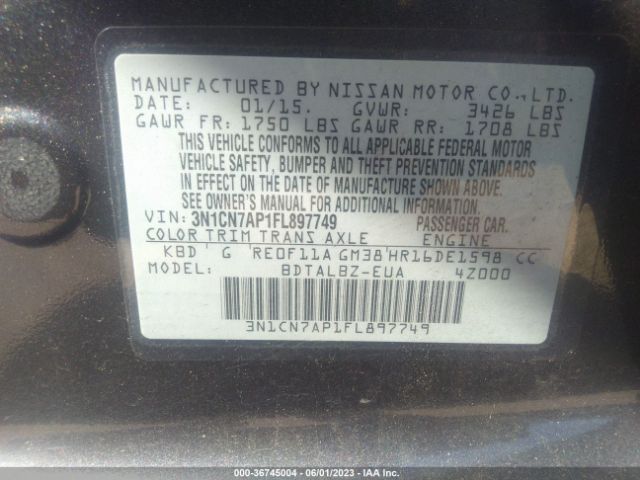 MANUFACTURED BY NISSAN MOTOR CO.,LTD.
DATE: 01/15. GVWR: 3426 LBS
GAWR FR: 1750 LBS GAWR RR: 1708 LBS
THIS VEHICLE CONFORMS TO ALL APPLICABLE FEDERAL MOTOR
VEHICLE SAFETY, BUMPER AND THEFT PREVENTION STANDARDS
IN EFFECT ON THE DATE OF MANUFACTURE SHOWN ABOVE.
SEE OWNER'S MANUAL FOR ADDITIONAL INFORMATION.
VIN: 3N1CN7AP1FL897749 PASSENGER CAR.
COLOR TRIM TRANS AXLE ENGINE
KBD ' G 'RE0F11A GM38'HR16DE1598 CC
MODEL: BDTALBZ-EUA 4Z000
3N1CN7AP1FL897749
000-36745004 - 06/01/2023 - IAA Inc.